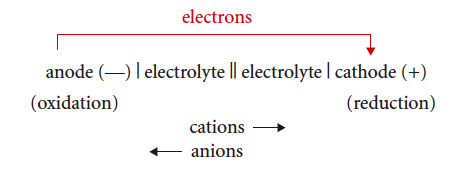 electrons
anode (—) | electrolyte || electrolyte | cathode (+)
(oxidation) (reduction)
cations ⟶
⟵ anions